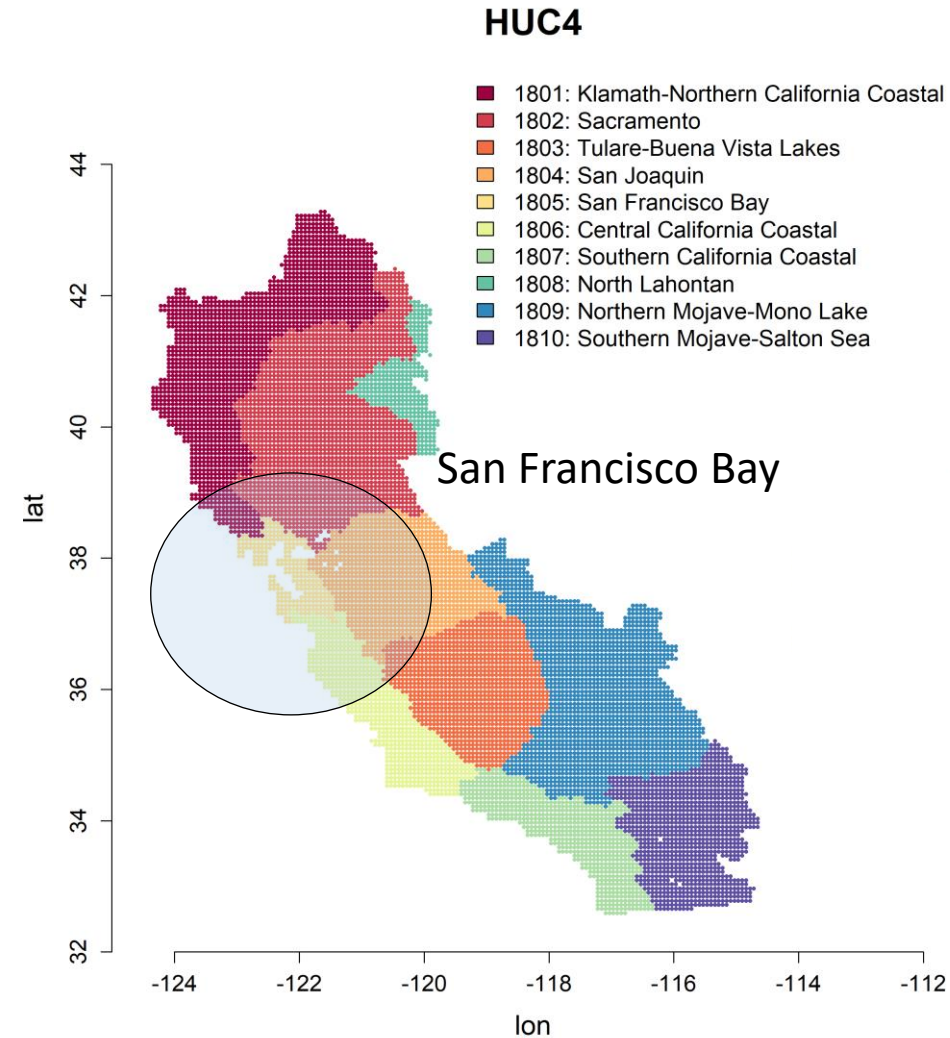 HUC4
1801: Klamath-Northern California Coastal
1802: Sacramento
1803: Tulare-Buena Vista Lakes
1804: San Joaquin
1805: San Francisco Bay
1806: Central California Coastal
1807: Southern California Coastal
1808: North Lahontan
1809: Northern Mojave-Mono Lake
1810: Southern Mojave-Salton Sea
San Francisco Bay
lat
44
42
40
38
36
34
32
-124 -122 -120 -118 -116 -114 -112
lon